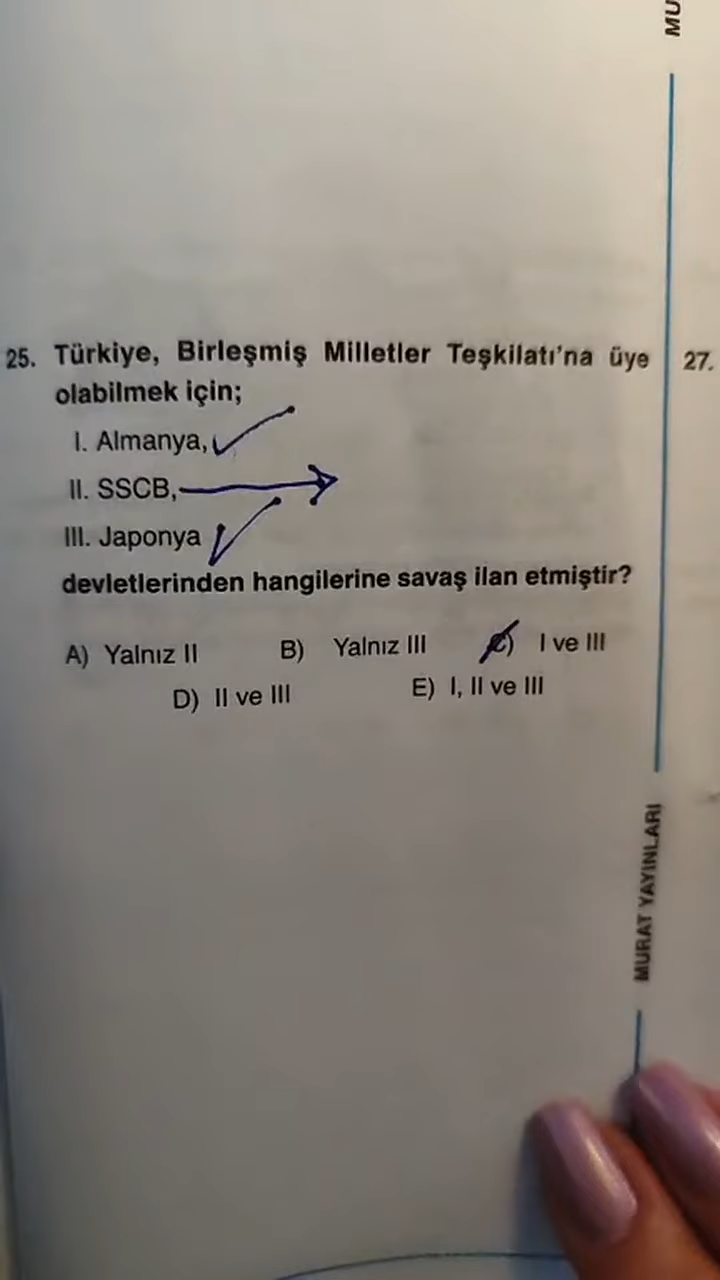 MU
25. Türkiye, Birleşmiş Milletler Teşkilatı'na üye
olabilmek için;
I. Almanya,
II. SSCB,
III. Japonya
devletlerinden hangilerine savaş ilan etmiştir?
A) Yalnız II B) Yalnız III C) I ve III
D) II ve III E) I, II ve III
27.
MURAT YAYINLARI